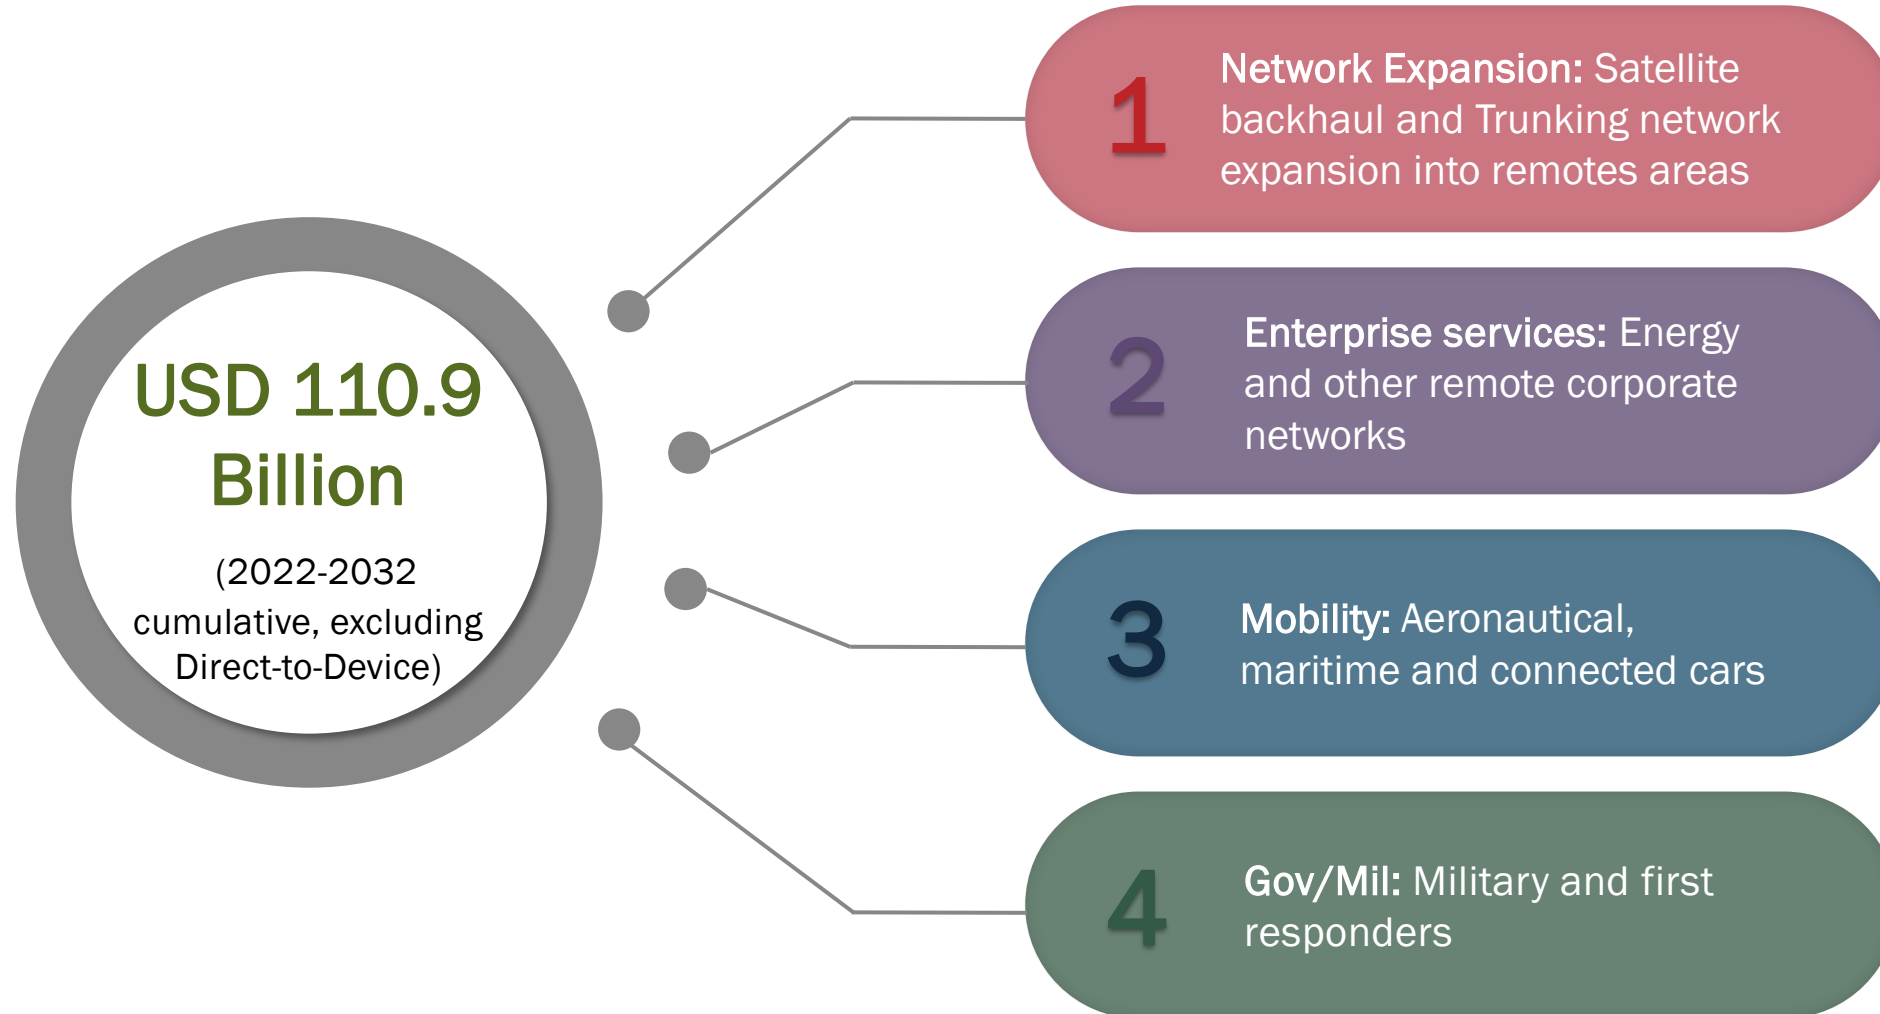 USD 110.9
Billion
(2022-2032
cumulative, excluding
Direct-to-Device)
1
Network Expansion: Satellite
backhaul and Trunking network
expansion into remotes areas
2
Enterprise services: Energy
and other remote corporate
networks
3
Mobility: Aeronautical,
maritime and connected cars
4
Gov/Mil: Military and first
responders